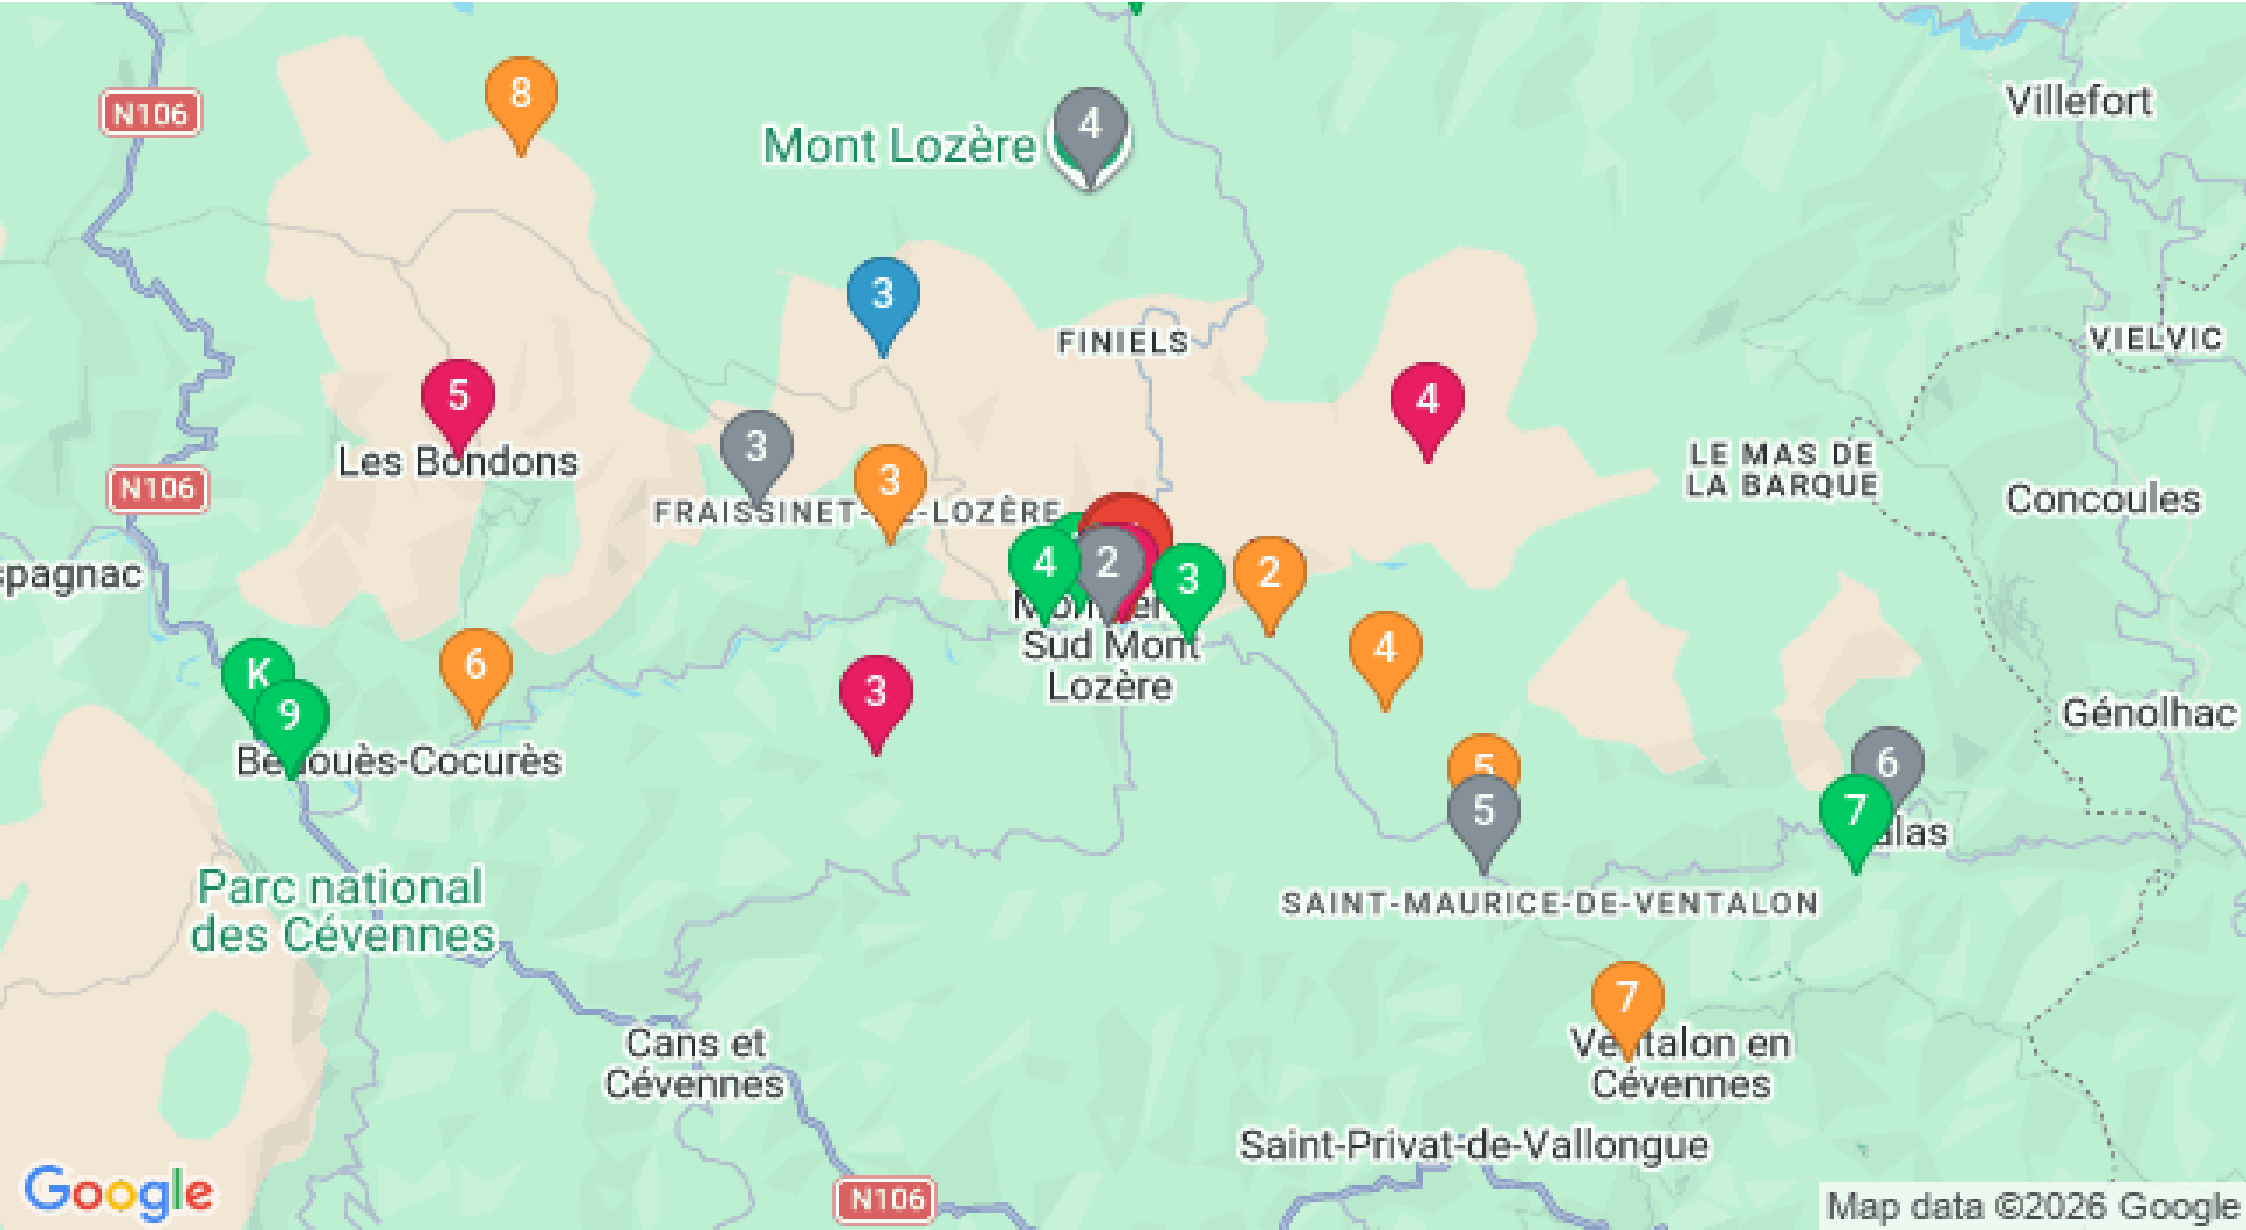 N106
8
4
Mont Lozère
Villefort
3
FINIELS
VIELVIC
5
4
Les Bondons
3
3
LE MAS DE
LA BARQUE
N106
Concoules
4
2
3
2
Sud Mont
Lozère
K
9
6
3
4
Génolhac
5
5
6
7
SAINT-MAURICE-DE-VENTALON
Parc national
des Cévennes
7
Cans et
Cévennes
en
Cévennes
Saint-Privat-de-Vallongue
N106
Google
Map data ©2026 Google